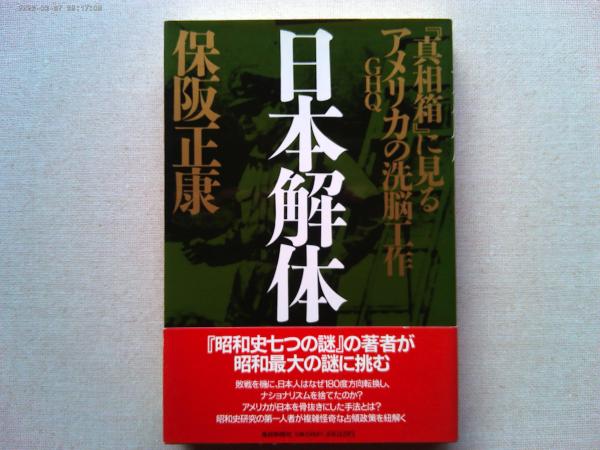 『真相箱』に見る
アメリカの洗脳工作
GHQ
日本解体
保阪正康
『昭和史七つの謎』の著者が
昭和最大の謎に挑む
敗戦を機に、日本人はなぜ180度方向転換し、
ナショナリズムを捨てたのか?
アメリカが日本を骨抜きにした手法とは?
昭和史研究の第一人者が複雑怪奇な占領政策を紐解く